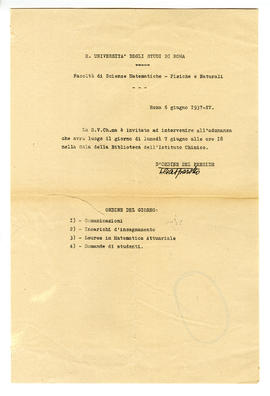 R. UNIVERSITA' DEGLI STUDI DI ROMA
Facoltà di Scienze Matematiche - Fisiche e Naturali
Roma 6 giugno 1937-XV.
La S.V.Ch.ma è invitato ad intervenire all'adunanza
che avrà luogo il giorno di lunedì 7 giugno alle ore 18
nella Sala della Biblioteca dell'Istituto Chimico.
D'ORDINE DEL PRESIDE
ORDINE DEL GIORNO:
1) - Comunicazioni
2) - Incarichi d'insegnamento
3) - Laurea in Matematica Attuariale
4) - Domande di studenti.